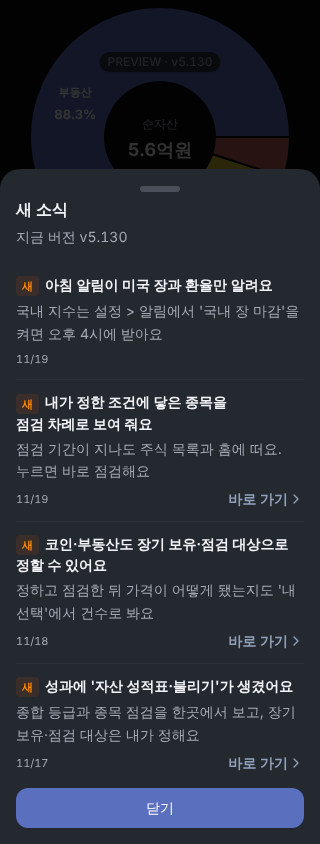 PREVIEW · v5.130
부동산
88.3%
순자산
5.6억원
새 소식
지금 버전 v5.130
새 아침 알림이 미국 장과 환율만 알려요
국내 지수는 설정 > 알림에서 '국내 장 마감'을
켜면 오후 4시에 받아요
11/19
새 내가 정한 조건에 닿은 종목을
점검 차례로 보여 줘요
점검 기간이 지나도 주식 목록과 홈에 떠요.
누르면 바로 점검해요
11/19 바로 가기 >
새 코인·부동산도 장기 보유·점검 대상으로
정할 수 있어요
정하고 점검한 뒤 가격이 어떻게 됐는지도 '내
선택'에서 건수로 봐요
11/18 바로 가기 >
새 성과에 '자산 성적표·불리기'가 생겼어요
종합 등급과 종목 점검을 한곳에서 보고, 장기
보유·점검 대상은 내가 정해요
11/17 바로 가기 >
닫기